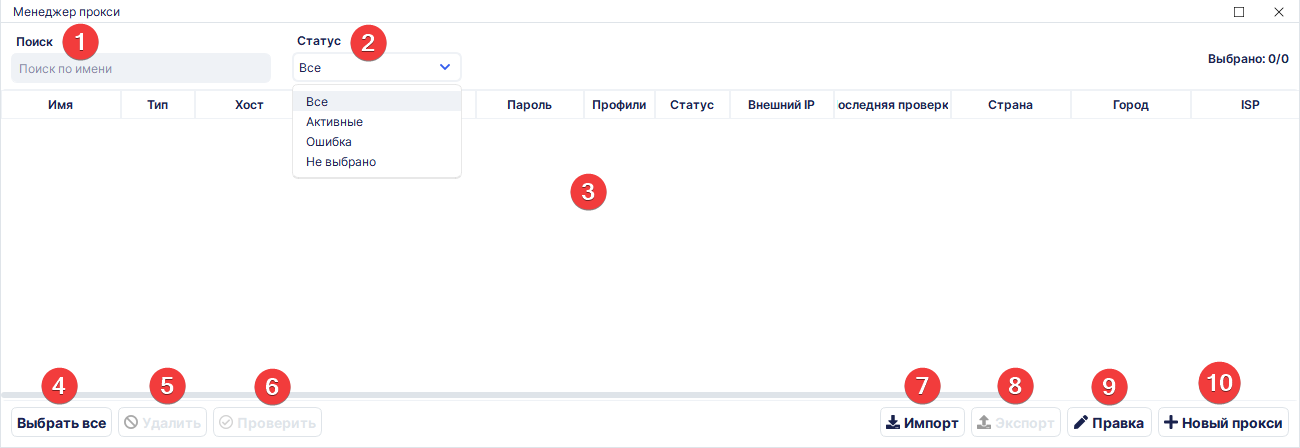 Менеджер прокси
Поиск 1 Статус 2
Поиск по имени Все Выбрано: 0/0
Имя Тип Хост Пароль Профили Статус Внешний IP оследняя проверк Страна Город ISP
Все
Активные
Ошибка
Не выбрано
3
4 5 6 7 8 9 10
Выбрать все Удалить Проверить Импорт Экспорт Правка Новый прокси